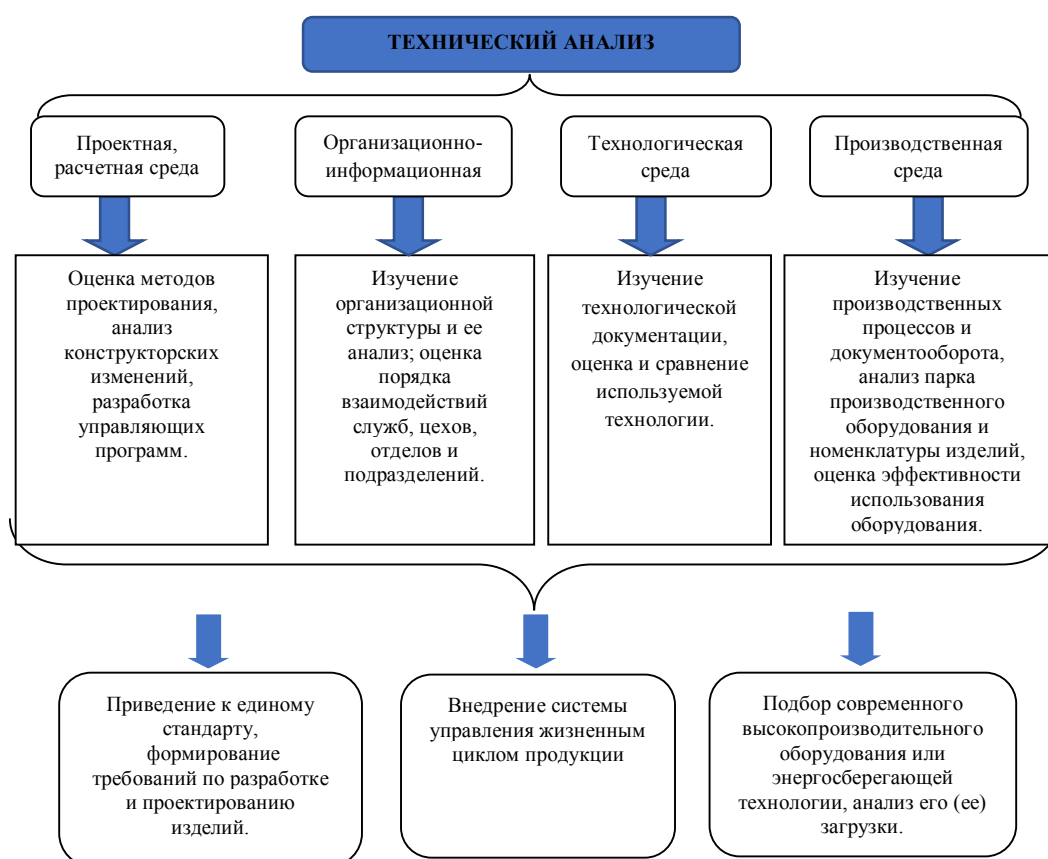 ТЕХНИЧЕСКИЙ АНАЛИЗ
Проектная,
расчетная среда
Организационно-
информационная
Технологическая
среда
Производственная
среда
Оценка методов
проектирования,
анализ
конструкторских
изменений,
разработка
управляющих
программ.
Изучение
организационной
структуры и ее
анализ; оценка
порядка
взаимодействий
служб, цехов,
отделов и
подразделений.
Изучение
технологической
документации,
оценка и сравнение
используемой
технологии.
Изучение
производственных
процессов и
документооборота,
анализ парка
производственного
оборудования и
номенклатуры изделий,
оценка эффективности
использования
оборудования.
Приведение к единому
стандарту,
формирование
требований по разработке
и проектированию
изделий.
Внедрение системы
управления жизненным
циклом продукции
Подбор современного
высокопроизводительного
оборудования или
энергосберегающей
технологии, анализ его (ее)
загрузки.